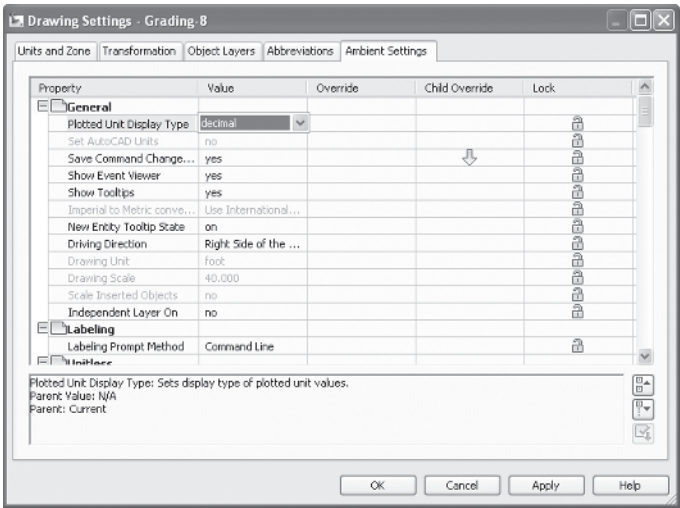 Drawing Settings - Grading-8
Units and Zone Transformation Object Layers Abbreviations Ambient Settings
Property Value Override Child Override Lock
General
Plotted Unit Display Type decimal
Set AutoCAD Units no
Save Command Change... yes
Show Event Viewer yes
Show Tooltips yes
Imperial to Metric conve... Use International...
New Entity Tooltip State on
Driving Direction Right Side of the ...
Drawing Unit foot
Drawing Scale 40.000
Scale Inserted Objects no
Independent Layer On no
Labeling
Labeling Prompt Method Command Line
Unitless
Plotted Unit Display Type: Sets display type of plotted unit values.
Parent Value: N/A
Parent: Current
OK Cancel Apply Help